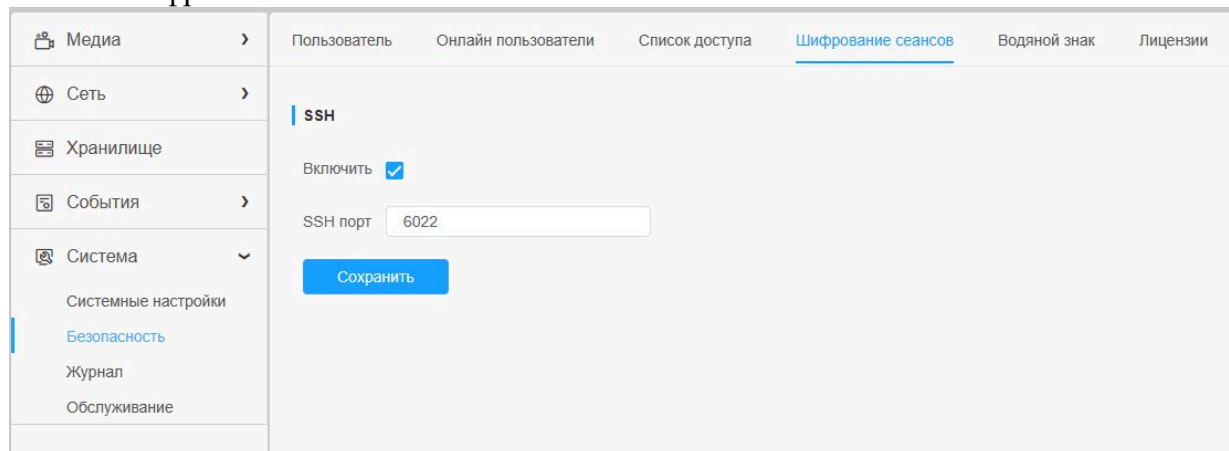 Медиа
Сеть
Хранилище
События
Система
Системные настройки
Безопасность
Журнал
Обслуживание
Пользователь Онлайн пользователи Список доступа Шифрование сеансов Водяной знак Лицензии
SSH
Включить
SSH порт 6022
Сохранить